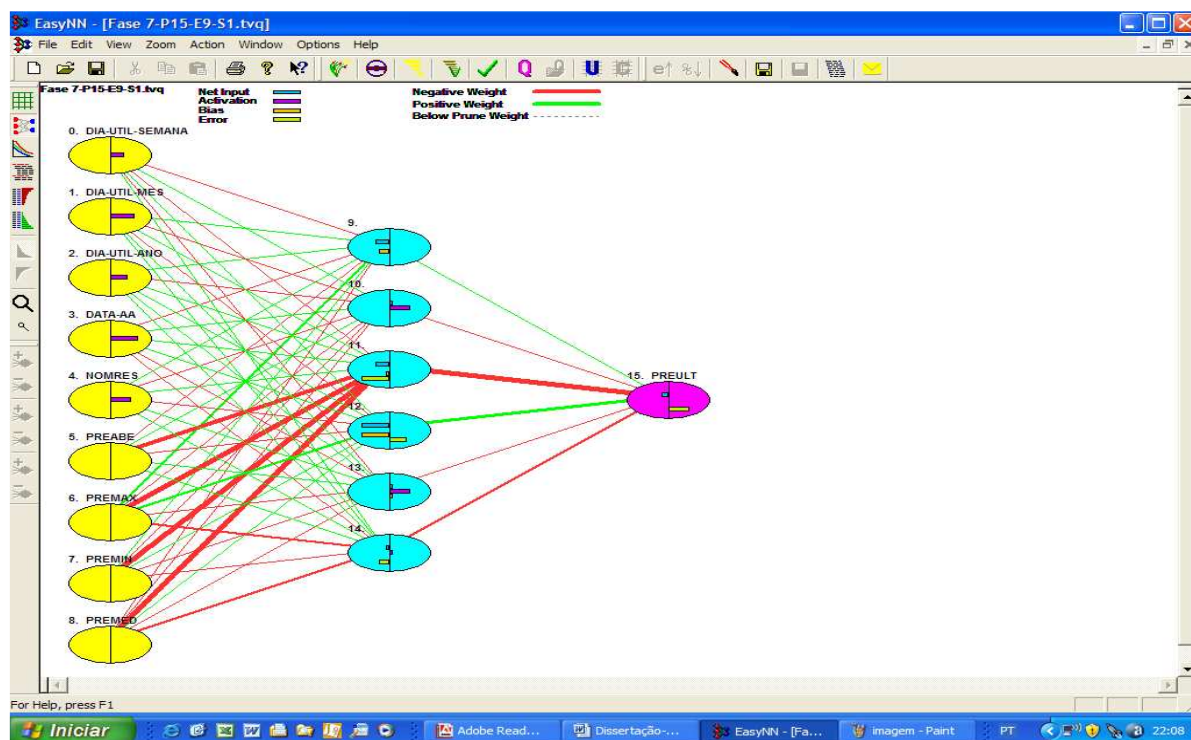 EasyNN - [Fase 7-P15-E9-S1.tvq]
File Edit View Zoom Action Window Options Help
Fase 7-P15-E9-S1.tvq
Net Input
Activation
Bias
Error
Negative Weight
Positive Weight
Below Prune Weight
0. DIA-UTIL-SEMANA
1. DIA-UTIL-MES
2. DIA-UTIL-ANO
3. DATA-AA
4. NOMRES
5. PREABE
6. PREMAX
7. PREMIN
8. PREMED
9.
10.
11.
12.
13.
14.
15. PREULT
For Help, press F1
Iniciar Adobe Read... Dissertação-... EasyNN - [Fa... imagem - Paint PT 22:08